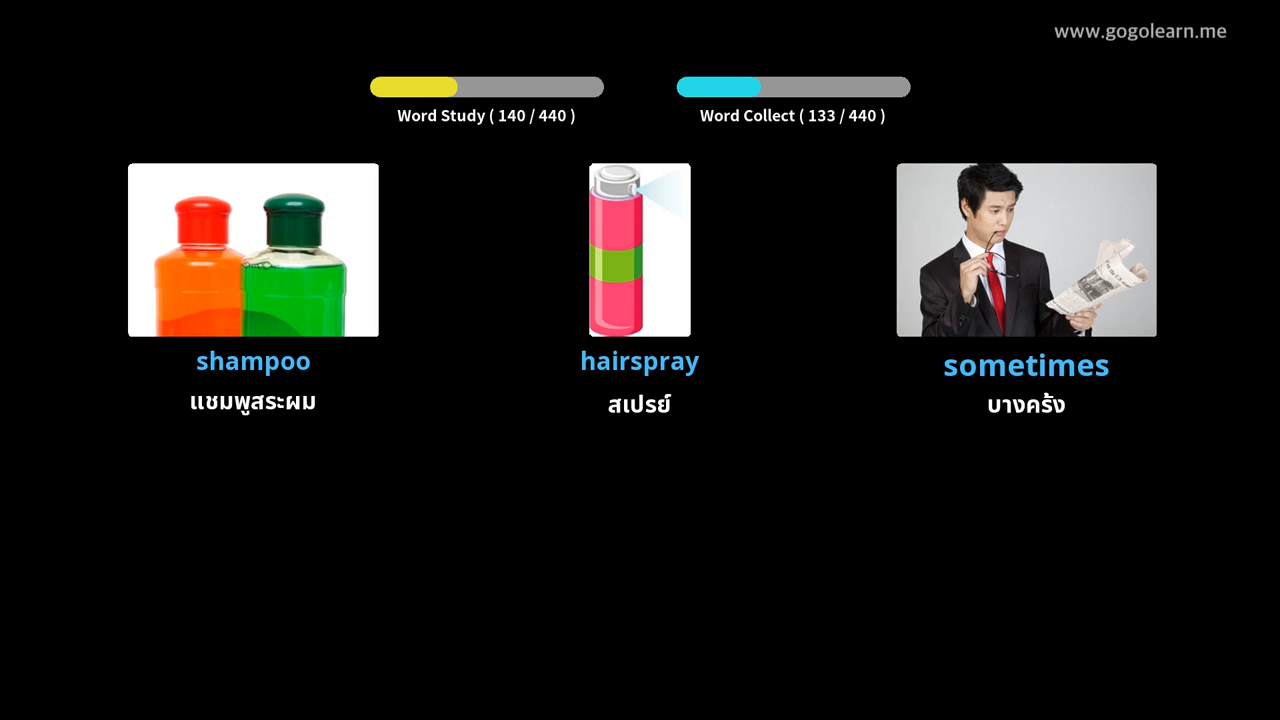 www.gogolearn.me
Word Study ( 140 / 440 )
Word Collect ( 133 / 440 )
shampoo
แชมพูสระผม
hairspray
สเปรย์
sometimes
บางครั้ง